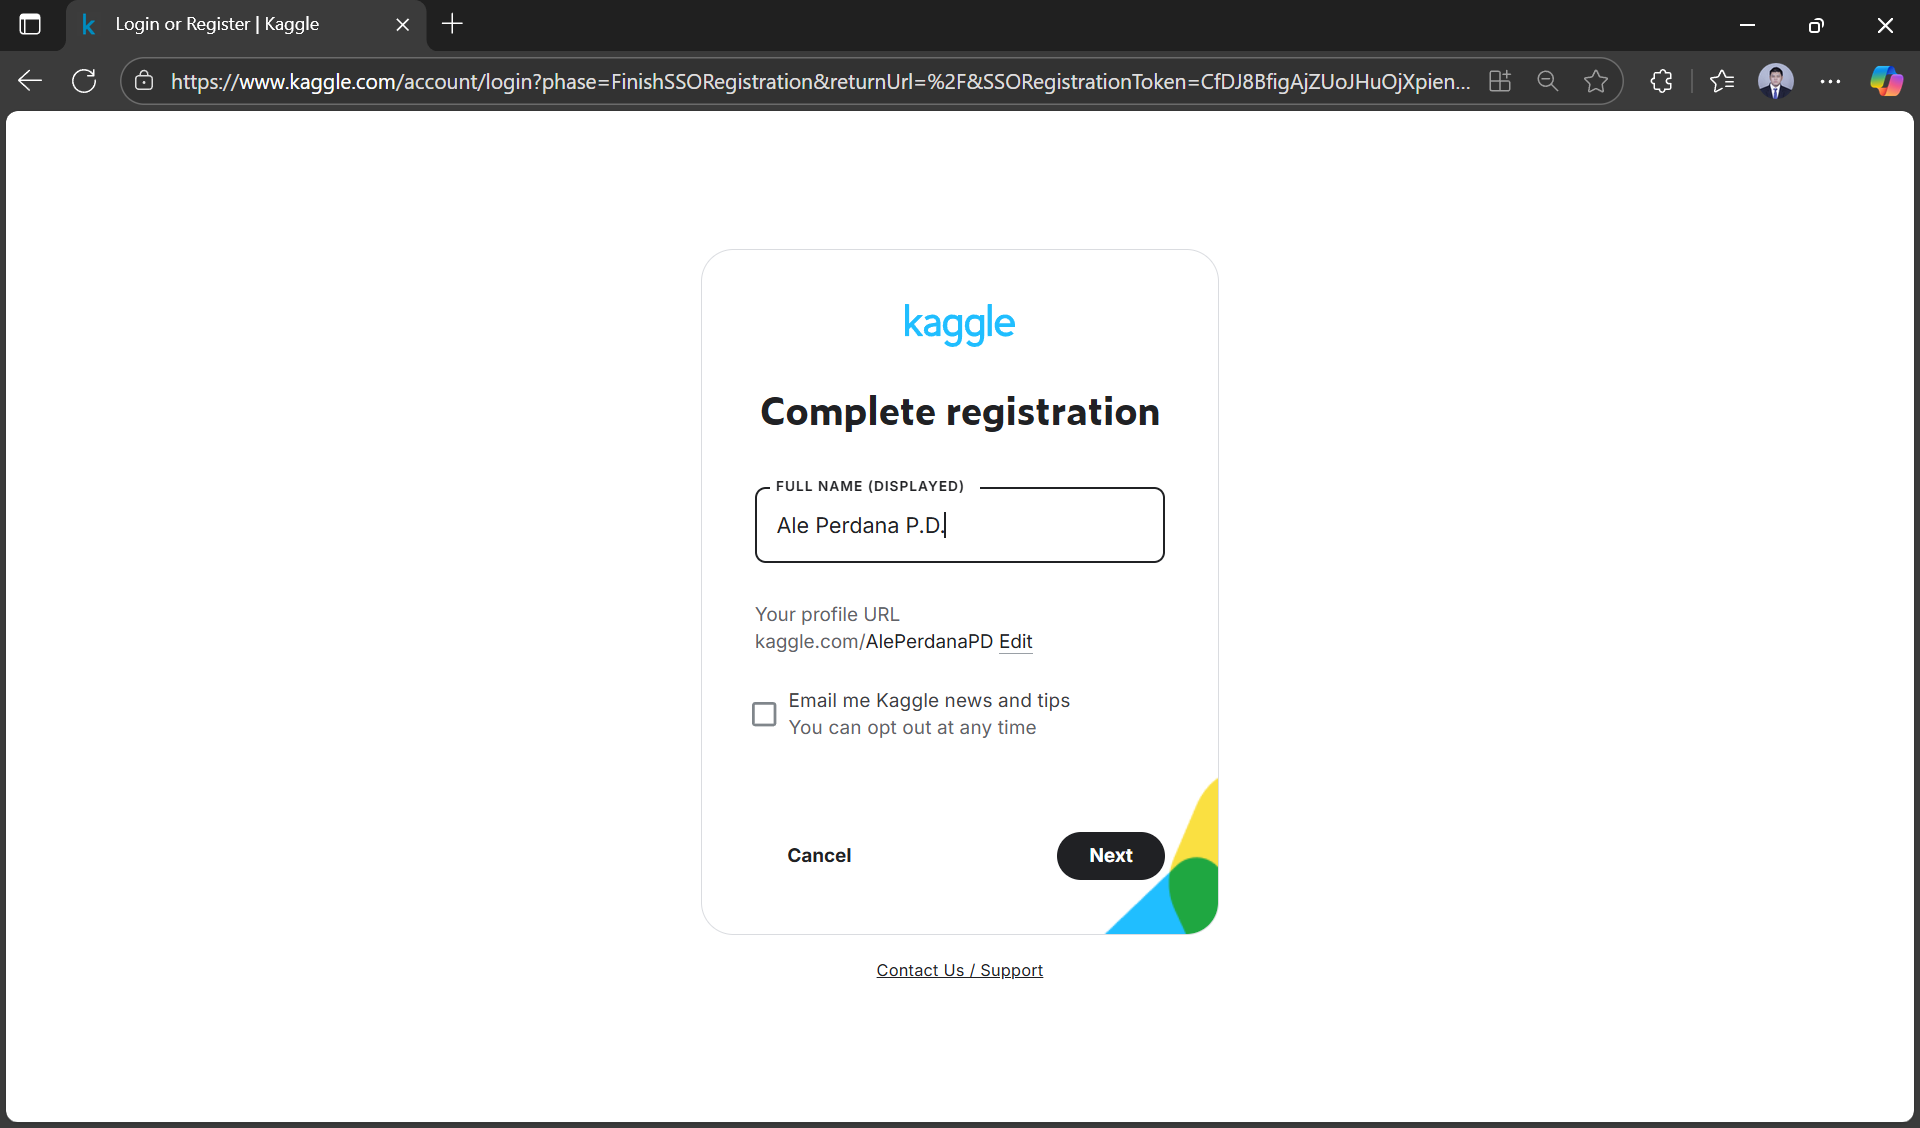 Login or Register | Kaggle
https://www.kaggle.com/account/login?phase=FinishSSORegistration&returnUrl=%2F&SSORegistrationToken=CfDJ8BfigAjZUoJHuOjXpien...
kaggle
Complete registration
FULL NAME (DISPLAYED)
Ale Perdana P.D.
Your profile URL
kaggle.com/AlePerdanaPD Edit
Email me Kaggle news and tips
You can opt out at any time
Cancel
Next
Contact Us / Support